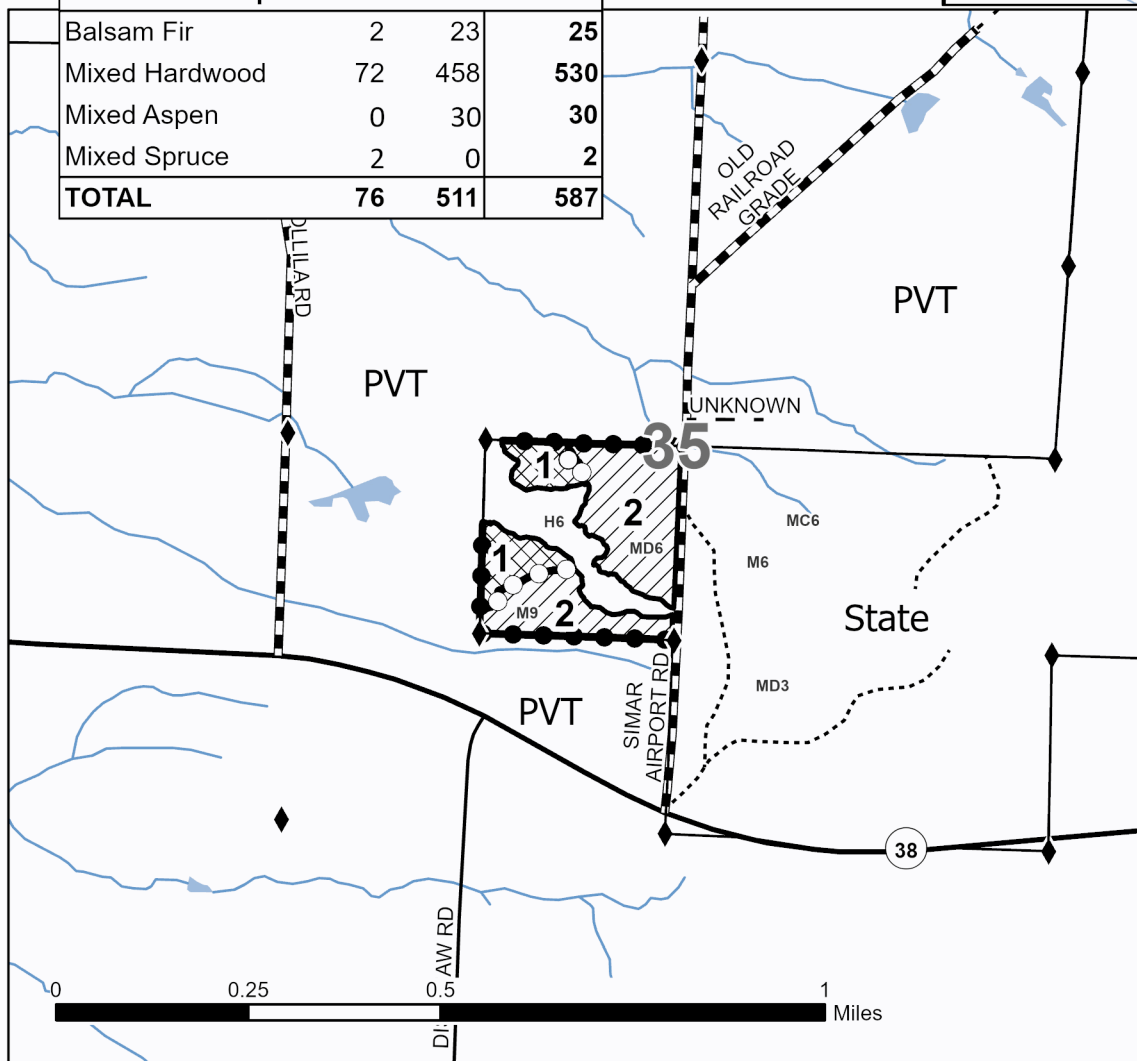 Balsam Fir 2 23 25
Mixed Hardwood 72 458 530
Mixed Aspen 0 30 30
Mixed Spruce 2 0 2
TOTAL 76 511 587
OLD
RAILROAD
GRADE
OLLILARD
PVT
PVT
UNKNOWN
35
1
2
H6
MC6
MD6
1
M6
M9
2
State
MD3
PVT
SIMAR
AIRPORT RD
38
AW RD
0 0.25 0.5 1
Miles